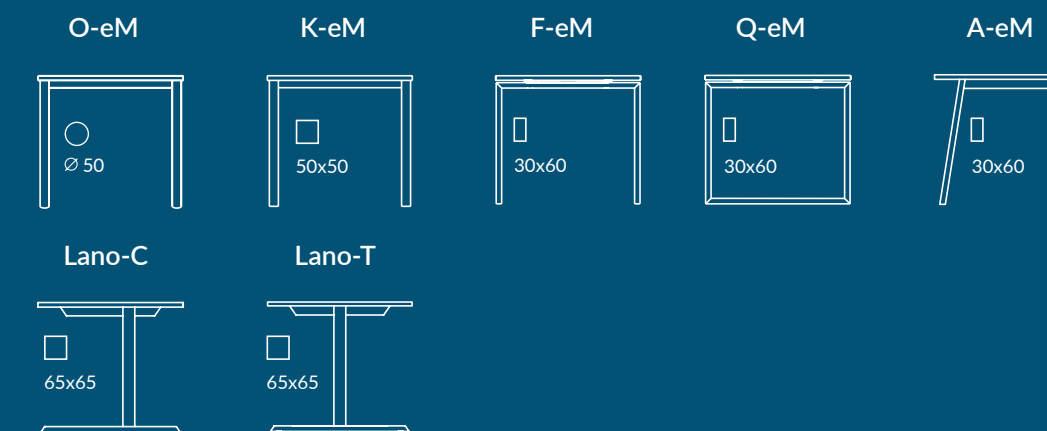 O-eM K-eM F-eM Q-eM A-eM
⌀ 50 50x50 30x60 30x60 30x60
Lano-C Lano-T
65x65 65x65